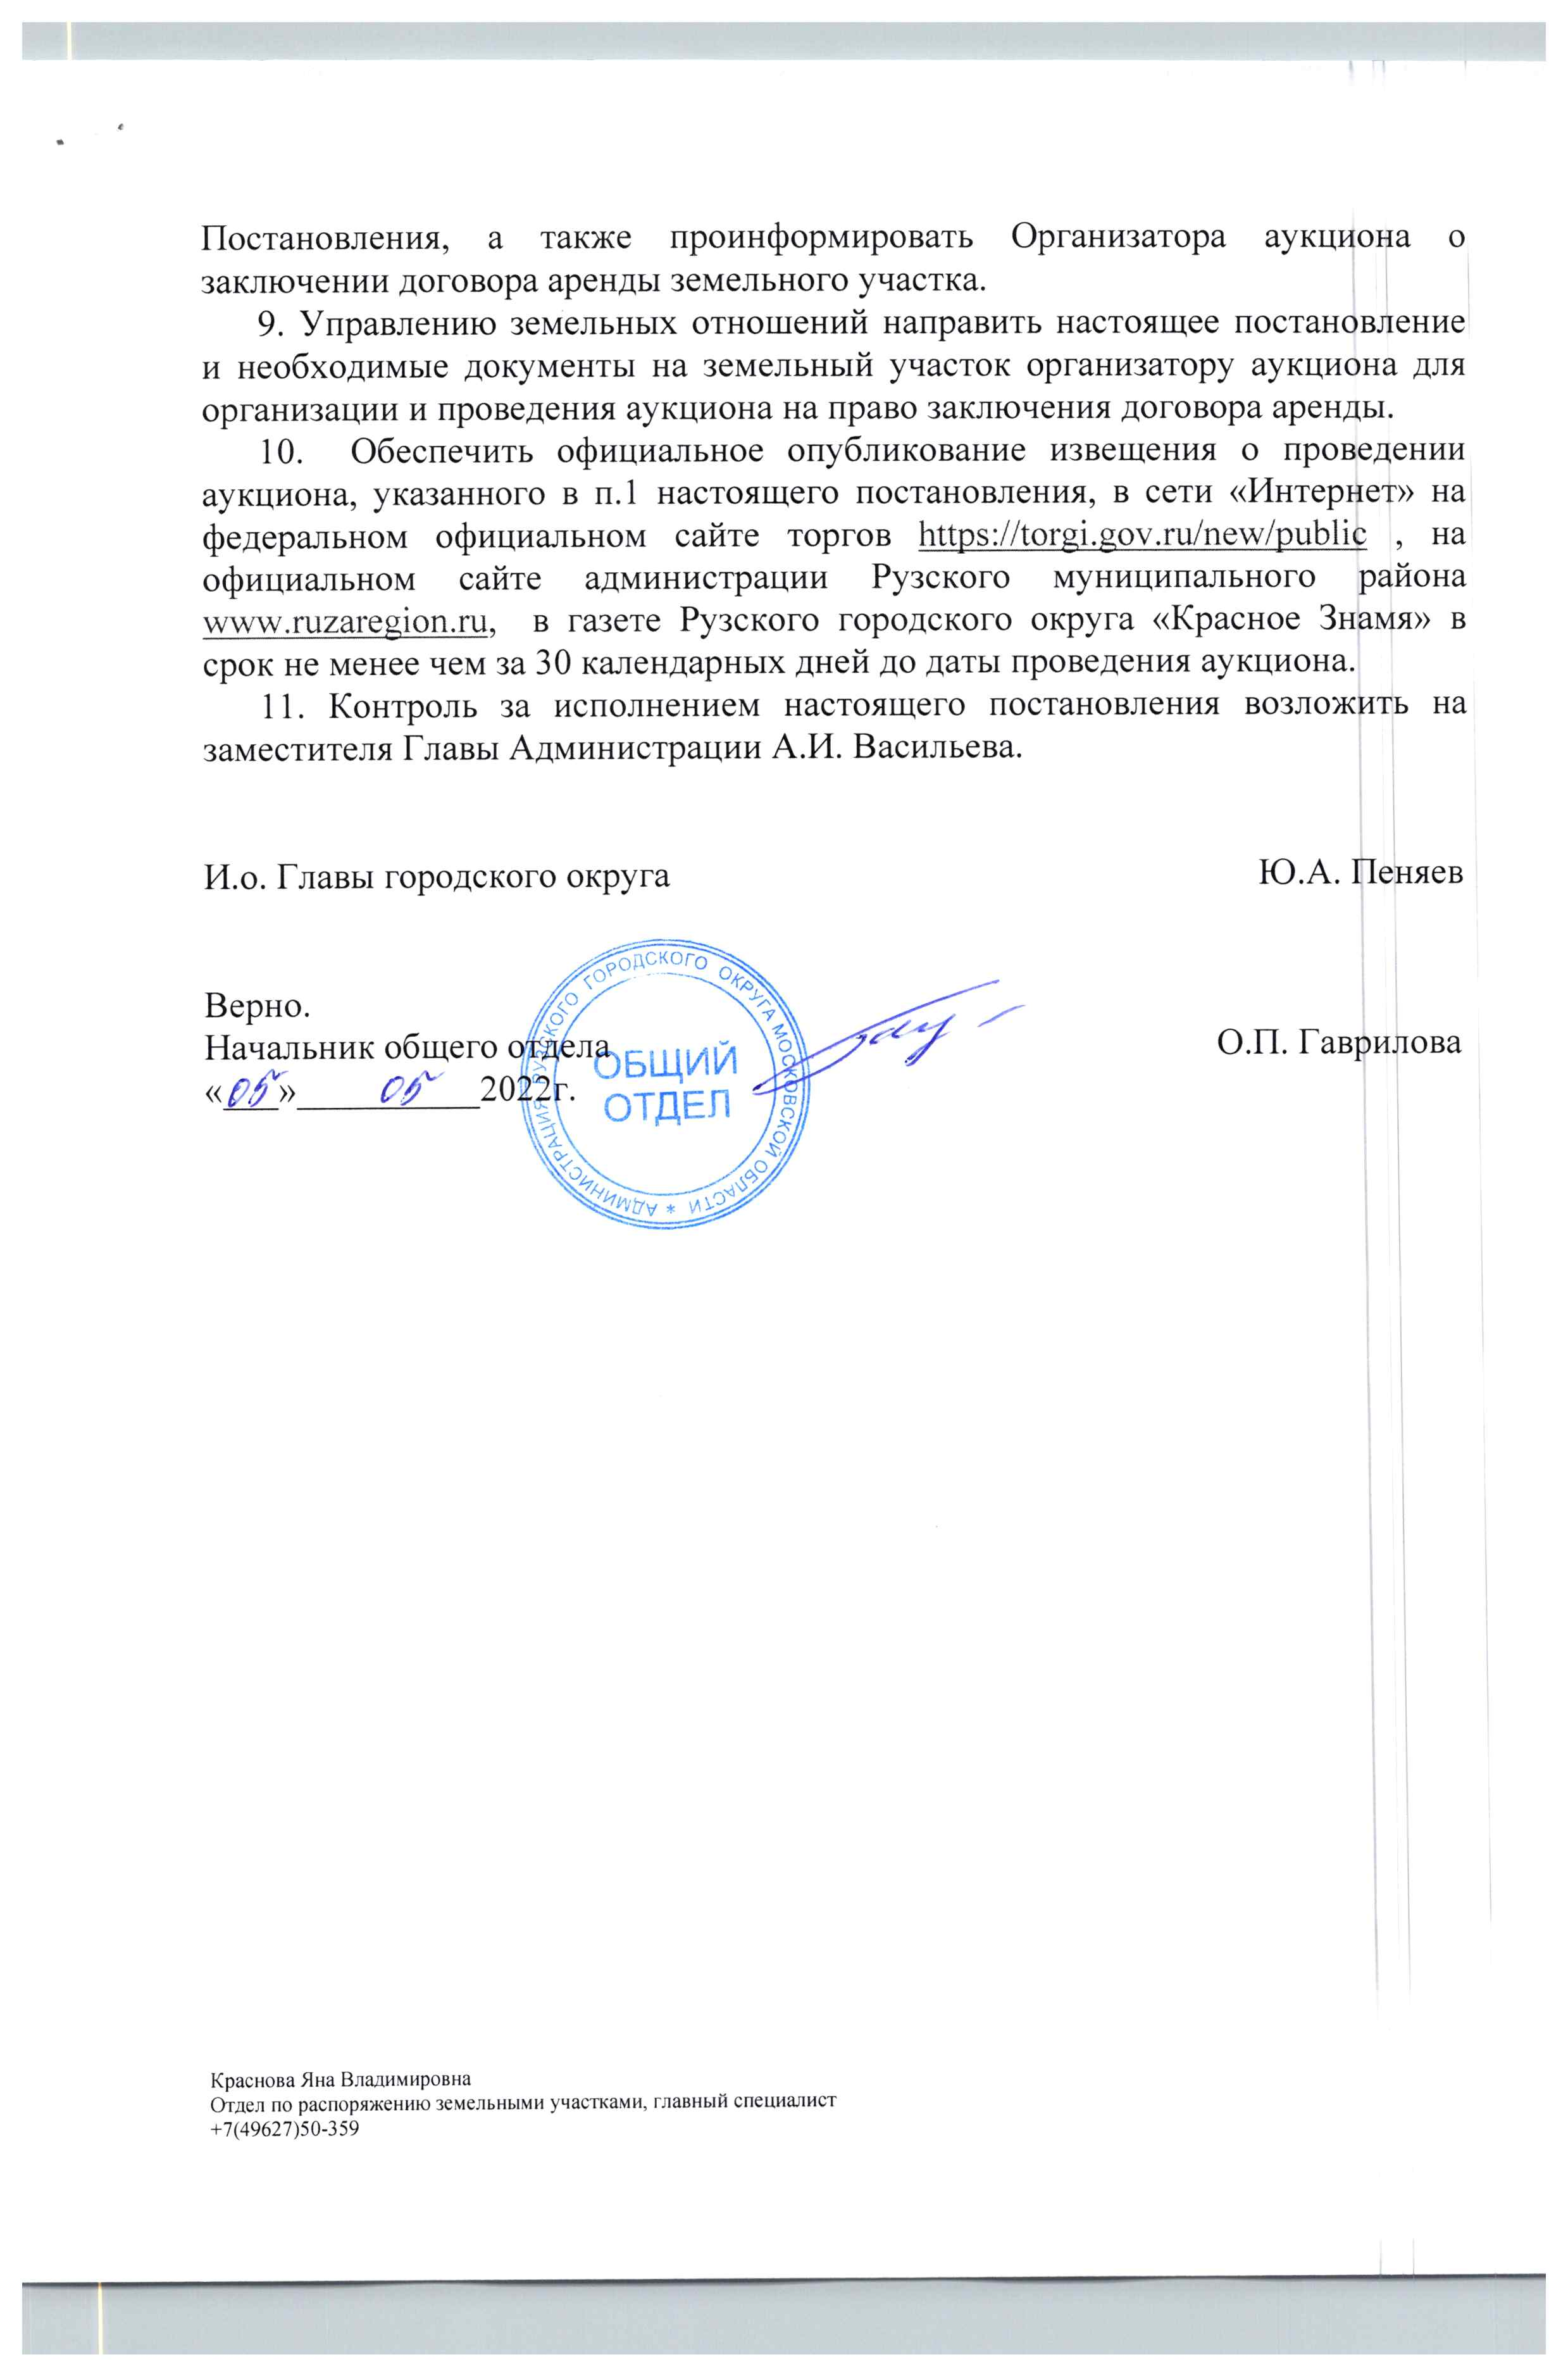 Постановления, а также проинформировать Организатора аукциона о
заключении договора аренды земельного участка.
9. Управлению земельных отношений направить настоящее постановление
и необходимые документы на земельный участок организатору аукциона для
организации и проведения аукциона на право заключения договора аренды.
10. Обеспечить официальное опубликование извещения о проведении
аукциона, указанного в п.1 настоящего постановления, в сети «Интернет» на
федеральном официальном сайте торгов https://torgi.gov.ru/new/public , на
официальном сайте администрации Рузского муниципального района
www.ruzaregion.ru, в газете Рузского городского округа «Красное Знамя» в
срок не менее чем за 30 календарных дней до даты проведения аукциона.
11. Контроль за исполнением настоящего постановления возложить на
заместителя Главы Администрации А.И. Васильева.
И.о. Главы городского округа Ю.А. Пеняев
Верно.
Начальник общего отдела О.П. Гаврилова
«05» 05 2022г.
АДМИНИСТРАЦИЯ РУЗСКОГО ГОРОДСКОГО ОКРУГА МОСКОВСКОЙ ОБЛАСТИ *
ОБЩИЙ
ОТДЕЛ
Краснова Яна Владимировна
Отдел по распоряжению земельными участками, главный специалист
+7(49627)50-359